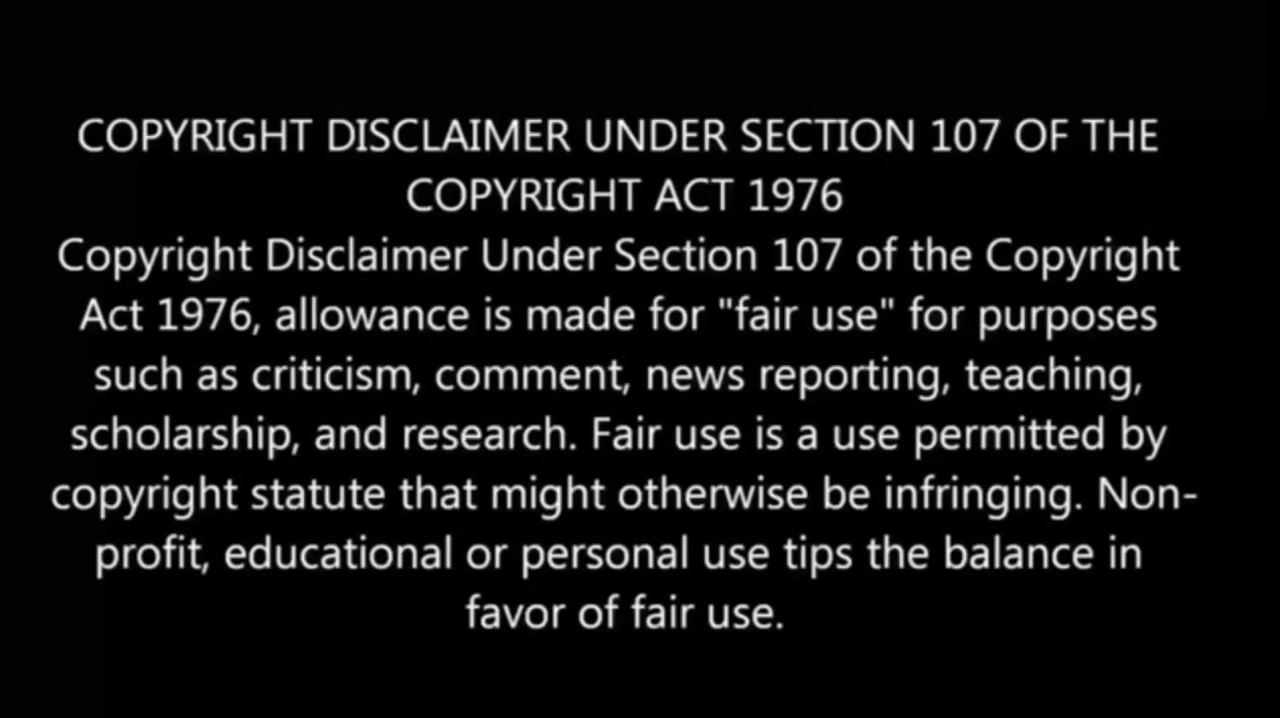 COPYRIGHT DISCLAIMER UNDER SECTION 107 OF THE
COPYRIGHT ACT 1976
Copyright Disclaimer Under Section 107 of the Copyright
Act 1976, allowance is made for "fair use" for purposes
such as criticism, comment, news reporting, teaching,
scholarship, and research. Fair use is a use permitted by
copyright statute that might otherwise be infringing. Non-
profit, educational or personal use tips the balance in
favor of fair use.